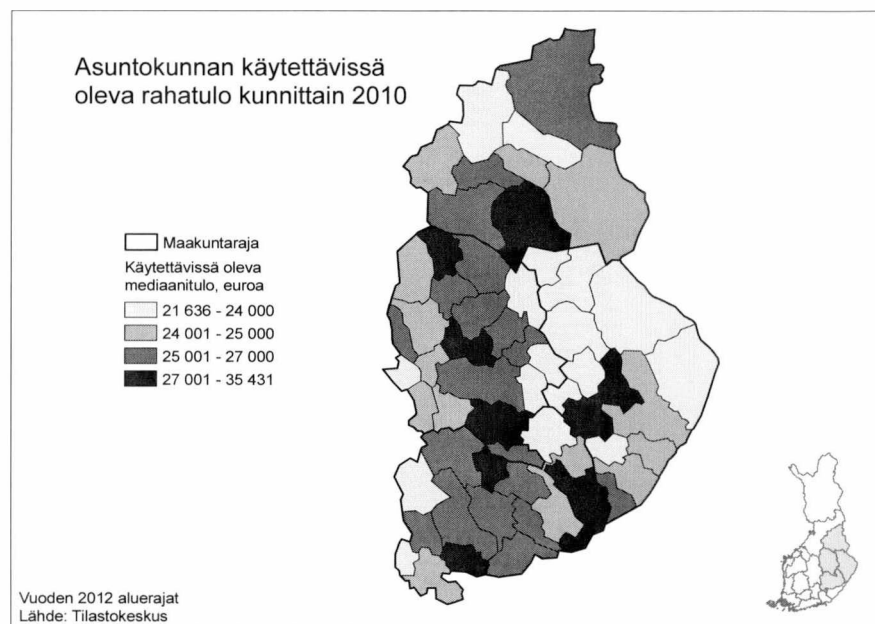 Asuntokunnan käytettävissä
oleva rahatulo kunnittain 2010
Maakuntaraja
Käytettävissä oleva
mediaanitulo, euroa
21 636 - 24 000
24 001 - 25 000
25 001 - 27 000
27 001 - 35 431
Vuoden 2012 aluerajat
Lähde: Tilastokeskus